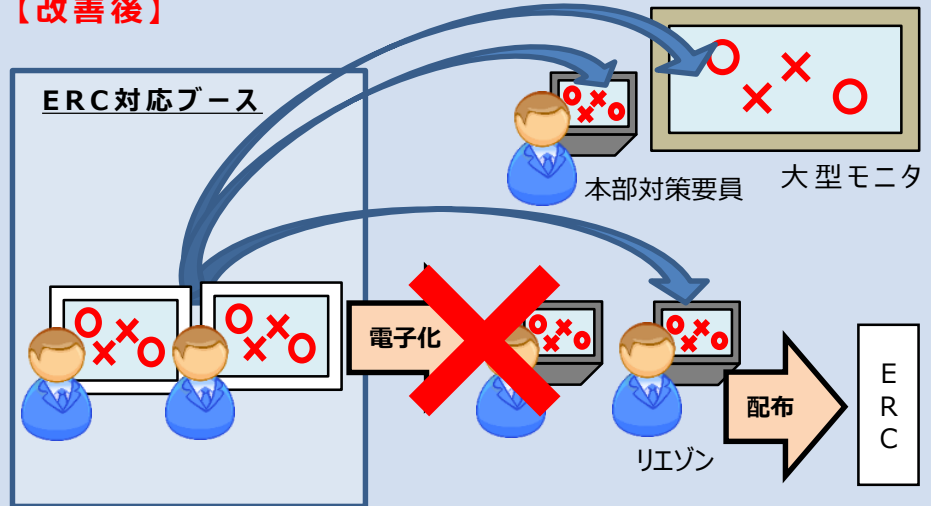 【改善後】
ERC対応ブース
本部対策要員
大型モニタ
電子化
配布
リエゾン
E
R
C